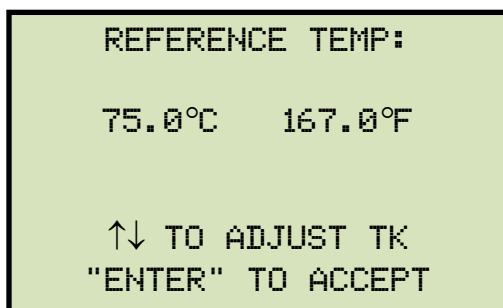 REFERENCE TEMP:
75.0°C 167.0°F
↑↓ TO ADJUST TK
"ENTER" TO ACCEPT